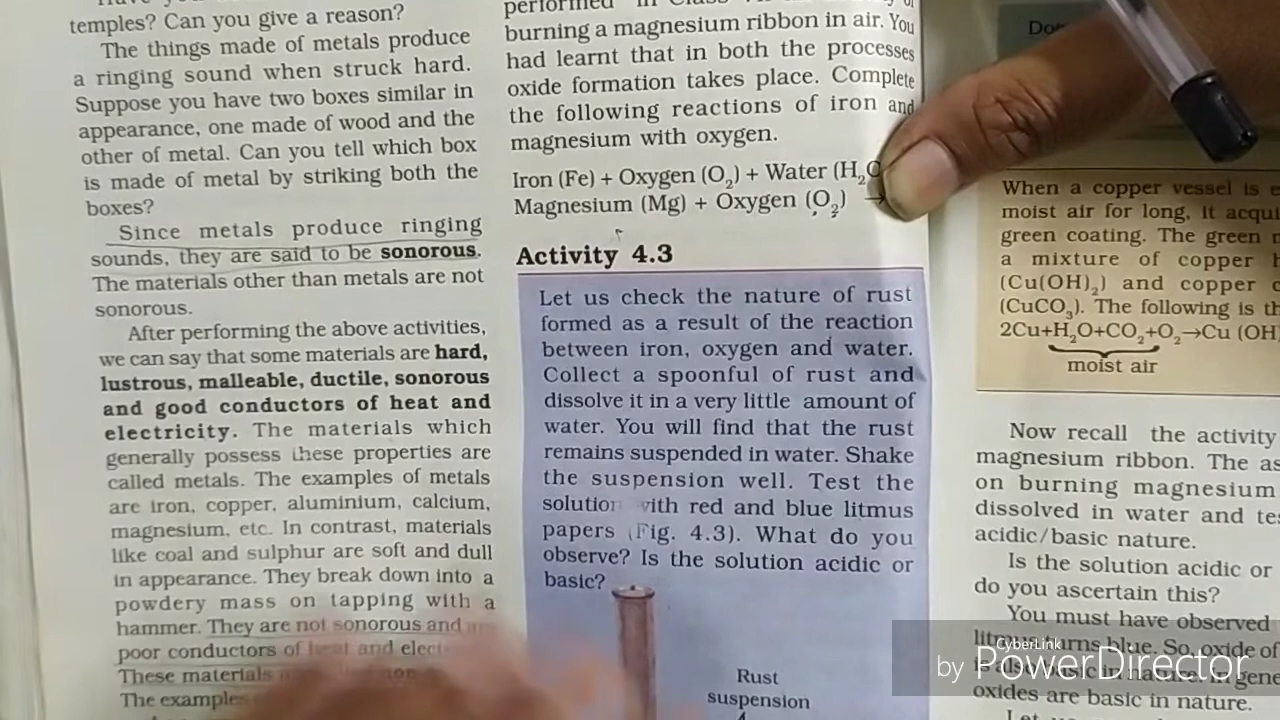 temples? Can you give a reason?
The things made of metals produce
a ringing sound when struck hard.
Suppose you have two boxes similar in
appearance, one made of wood and the
other of metal. Can you tell which box
is made of metal by striking both the
boxes?
Since metals produce ringing
sounds, they are said to be sonorous.
The materials other than metals are not
sonorous.
After performing the above activities,
we can say that some materials are hard,
lustrous, malleable, ductile, sonorous
and good conductors of heat and
electricity. The materials which
generally possess these properties are
called metals. The examples of metals
are iron, copper, aluminium, calcium,
magnesium, etc. In contrast, materials
like coal and sulphur are soft and dull
in appearance. They break down into a
powdery mass on tapping with a
hammer. They are not sonorous and
poor conductors of heat and
These materials
The examples
performed in Class
burning a magnesium ribbon in air. You
had learnt that in both the processes
oxide formation takes place. Complete
the following reactions of iron and
magnesium with oxygen.
Iron (Fe) + Oxygen (O₂) + Water (H₂O
Magnesium (Mg) + Oxygen (O₂) →
Activity 4.3
Let us check the nature of rust
formed as a result of the reaction
between iron, oxygen and water.
Collect a spoonful of rust and
dissolve it in a very little amount of
water. You will find that the rust
remains suspended in water. Shake
the suspension well. Test the
solution with red and blue litmus
papers (Fig. 4.3). What do you
observe? Is the solution acidic or
basic?
Rust
suspension
When a copper vessel is
moist air for long, it
green coating. The green
a mixture of copper
(Cu(OH)₂) and copper
(CuCO₃). The following is
2Cu+H₂O+CO₂+O₂→Cu (OH)
moist air
Now recall the activity
magnesium ribbon. The
on burning magnesium
dissolved in water and
acidic/basic nature.
Is the solution acidic or
do you ascertain this?
You must have observed
litmus turns blue. So, oxide of
is also basic in nature. In
oxides are basic in nature.
CyberLink
by PowerDirector